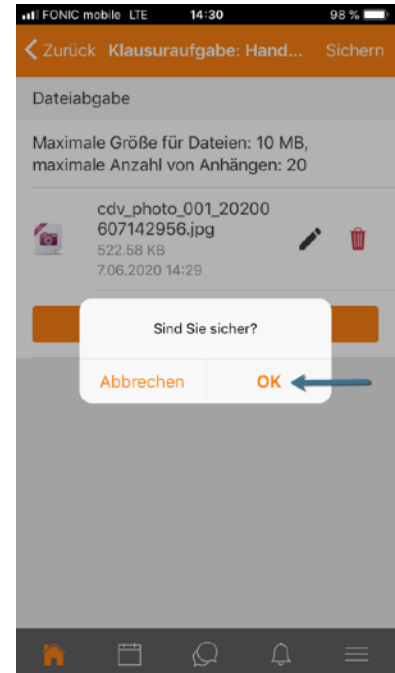 FONIC mobile LTE 14:30 98 %
Zurück Klausuraufgabe: Hand... Sichern
Dateiabgabe
Maximale Größe für Dateien: 10 MB,
maximale Anzahl von Anhängen: 20
cdv_photo_001_20200
607142956.jpg
522.58 KB
7.06.2020 14:29
Sind Sie sicher?
Abbrechen OK